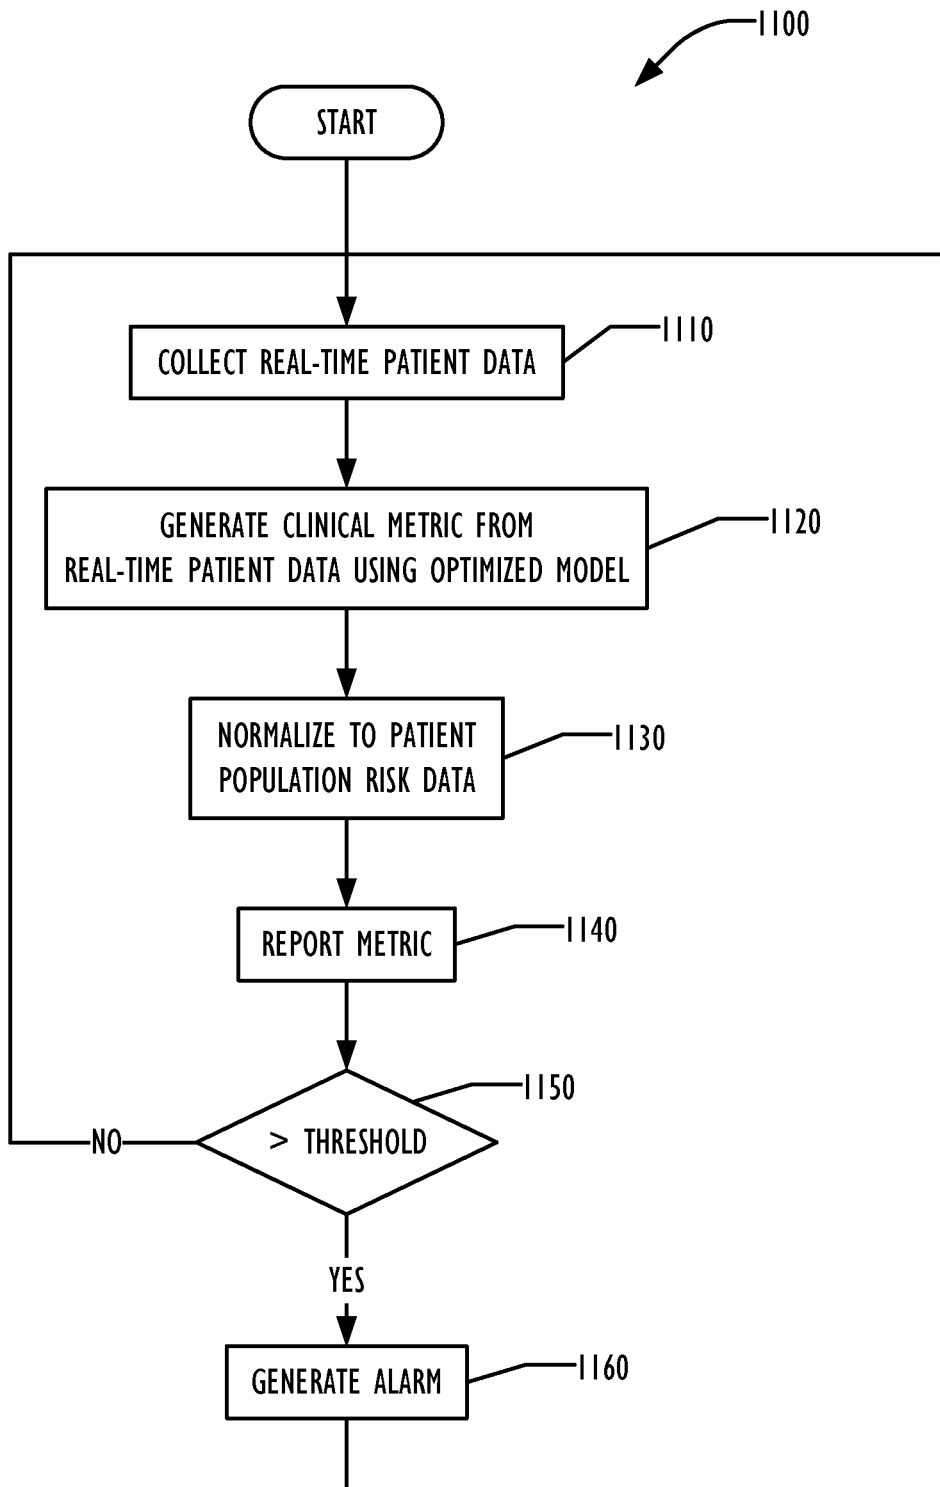 1100
START
COLLECT REAL-TIME PATIENT DATA
1110
GENERATE CLINICAL METRIC FROM
REAL-TIME PATIENT DATA USING OPTIMIZED MODEL
1120
NORMALIZE TO PATIENT
POPULATION RISK DATA
1130
REPORT METRIC
1140
> THRESHOLD
1150
NO
YES
GENERATE ALARM
1160